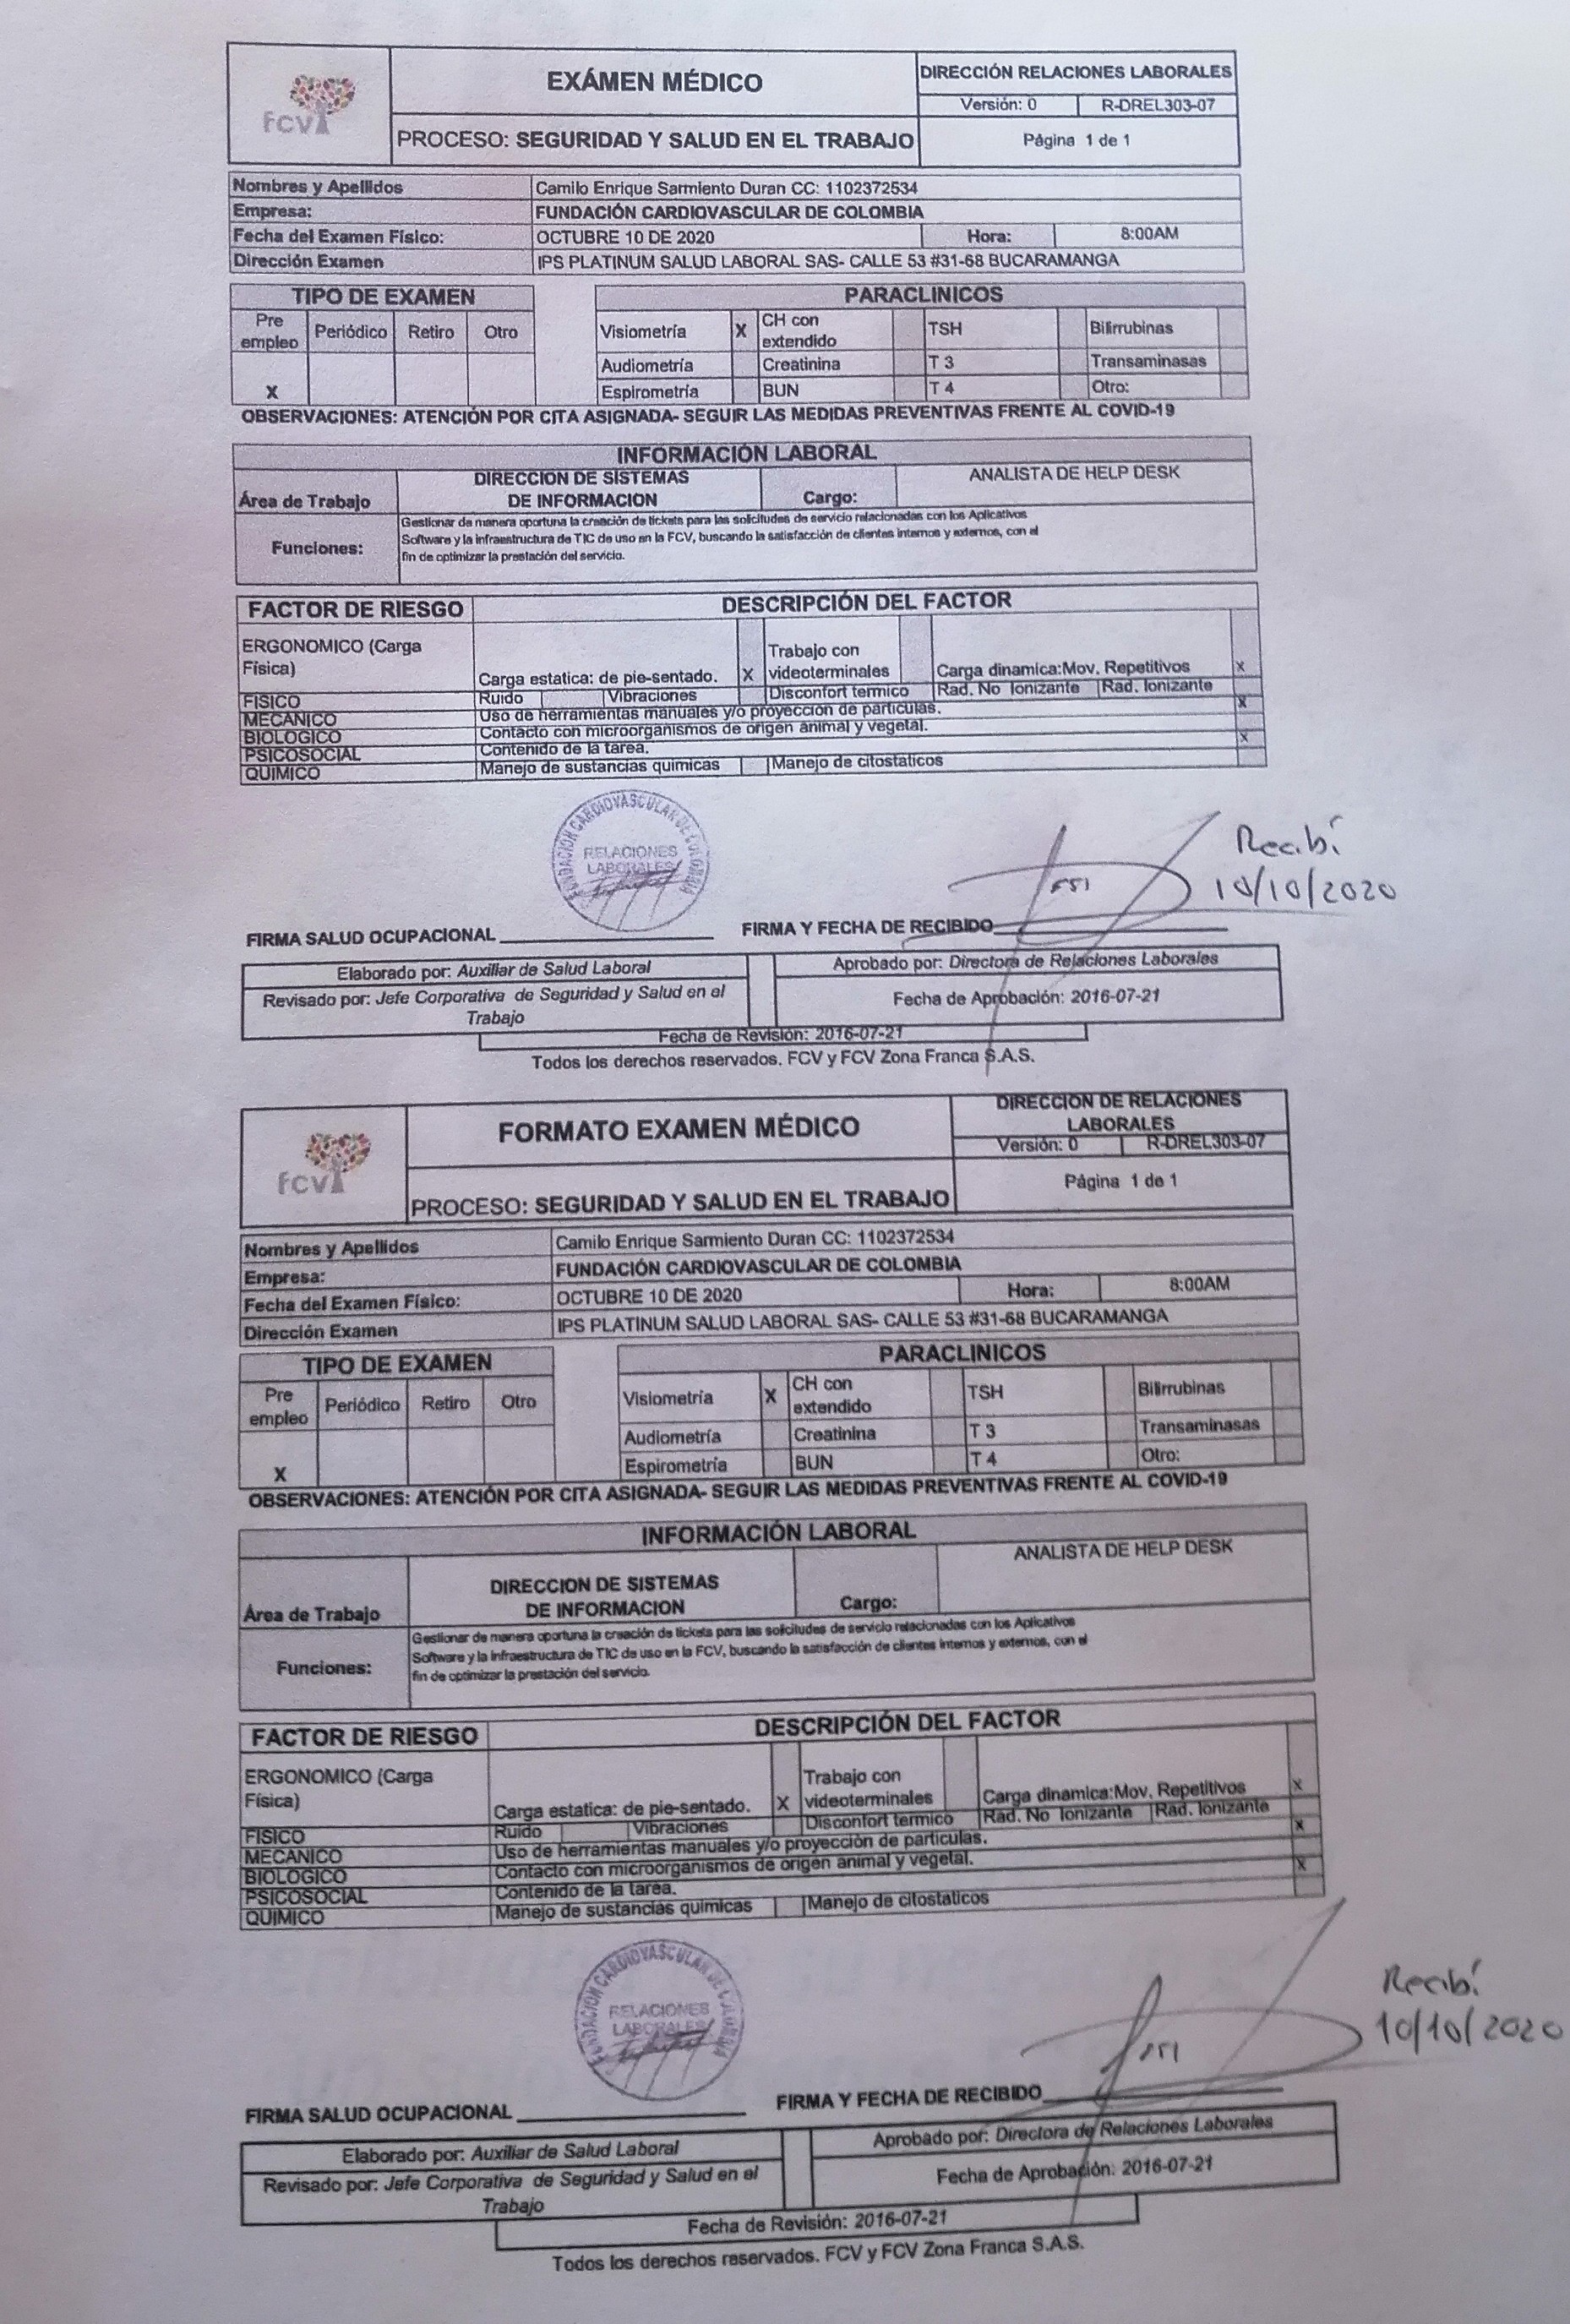 fcv
EXÁMEN MÉDICO
DIRECCIÓN RELACIONES LABORALES
Versión: 0 R-DREL303-07
PROCESO: SEGURIDAD Y SALUD EN EL TRABAJO
Página 1 de 1
Nombres y Apellidos Camilo Enrique Sarmiento Duran CC: 1102372534
Empresa: FUNDACIÓN CARDIOVASCULAR DE COLOMBIA
Fecha del Examen Físico: OCTUBRE 10 DE 2020 Hora: 8:00AM
Dirección Examen IPS PLATINUM SALUD LABORAL SAS- CALLE 53 #31-68 BUCARAMANGA
TIPO DE EXAMEN PARACLINICOS
Pre empleo Periódico Retiro Otro
X
Visiometría X CH con extendido TSH Bilirrubinas
Audiometría Creatinina T 3 Transaminasas
Espirometría BUN T 4 Otro:
OBSERVACIONES: ATENCIÓN POR CITA ASIGNADA- SEGUIR LAS MEDIDAS PREVENTIVAS FRENTE AL COVID-19
INFORMACIÓN LABORAL
Área de Trabajo DIRECCION DE SISTEMAS DE INFORMACION Cargo: ANALISTA DE HELP DESK
Funciones: Gestionar de manera oportuna la creación de tickets para las solicitudes de servicio relacionadas con los Aplicativos
Software y la infraestructura de TIC de uso en la FCV, buscando la satisfacción de clientes internos y externos, con el
fin de optimizar la prestación del servicio.
FACTOR DE RIESGO DESCRIPCIÓN DEL FACTOR
ERGONOMICO (Carga Física) Carga estatica: de pie-sentado. X Trabajo con videoterminales Carga dinamica:Mov. Repetitivos X
FISICO Ruido Vibraciones Disconfort termico Rad. No Ionizante Rad. Ionizante
MECANICO Uso de herramientas manuales y/o proyección de particulas. X
BIOLOGICO Contacto con microorganismos de origen animal y vegetal.
PSICOSOCIAL Contenido de la tarea. X
QUIMICO Manejo de sustancias quimicas Manejo de citostaticos
FUNDACIÓN CARDIOVASCULAR DE COLOMBIA
RELACIONES
LABORALES
Recibí
10/10/2020
FIRMA SALUD OCUPACIONAL FIRMA Y FECHA DE RECIBIDO
Elaborado por: Auxiliar de Salud Laboral Aprobado por: Directora de Relaciones Laborales
Revisado por: Jefe Corporativa de Seguridad y Salud en el Trabajo Fecha de Aprobación: 2016-07-21
Fecha de Revisión: 2016-07-21
Todos los derechos reservados. FCV y FCV Zona Franca S.A.S.
fcv
FORMATO EXAMEN MÉDICO
DIRECCIÓN DE RELACIONES
LABORALES
Versión: 0 R-DREL303-07
PROCESO: SEGURIDAD Y SALUD EN EL TRABAJO
Página 1 de 1
Nombres y Apellidos Camilo Enrique Sarmiento Duran CC: 1102372534
Empresa: FUNDACIÓN CARDIOVASCULAR DE COLOMBIA
Fecha del Examen Físico: OCTUBRE 10 DE 2020 Hora: 8:00AM
Dirección Examen IPS PLATINUM SALUD LABORAL SAS- CALLE 53 #31-68 BUCARAMANGA
TIPO DE EXAMEN PARACLINICOS
Pre empleo Periódico Retiro Otro
X
Visiometría X CH con extendido TSH Bilirrubinas
Audiometría Creatinina T 3 Transaminasas
Espirometría BUN T 4 Otro:
OBSERVACIONES: ATENCIÓN POR CITA ASIGNADA- SEGUIR LAS MEDIDAS PREVENTIVAS FRENTE AL COVID-19
INFORMACIÓN LABORAL
Área de Trabajo DIRECCION DE SISTEMAS DE INFORMACION Cargo: ANALISTA DE HELP DESK
Funciones: Gestionar de manera oportuna la creación de tickets para las solicitudes de servicio relacionadas con los Aplicativos
Software y la infraestructura de TIC de uso en la FCV, buscando la satisfacción de clientes internos y externos, con el
fin de optimizar la prestación del servicio.
FACTOR DE RIESGO DESCRIPCIÓN DEL FACTOR
ERGONOMICO (Carga Física) Carga estatica: de pie-sentado. X Trabajo con videoterminales Carga dinamica:Mov. Repetitivos X
FISICO Ruido Vibraciones Disconfort termico Rad. No Ionizante Rad. Ionizante
MECANICO Uso de herramientas manuales y/o proyección de particulas. X
BIOLOGICO Contacto con microorganismos de origen animal y vegetal.
PSICOSOCIAL Contenido de la tarea. X
QUIMICO Manejo de sustancias quimicas Manejo de citostaticos
FUNDACIÓN CARDIOVASCULAR DE COLOMBIA
RELACIONES
LABORALES
Recibí
10/10/2020
FIRMA SALUD OCUPACIONAL FIRMA Y FECHA DE RECIBIDO
Elaborado por: Auxiliar de Salud Laboral Aprobado por: Directora de Relaciones Laborales
Revisado por: Jefe Corporativa de Seguridad y Salud en el Trabajo Fecha de Aprobación: 2016-07-21
Fecha de Revisión: 2016-07-21
Todos los derechos reservados. FCV y FCV Zona Franca S.A.S.